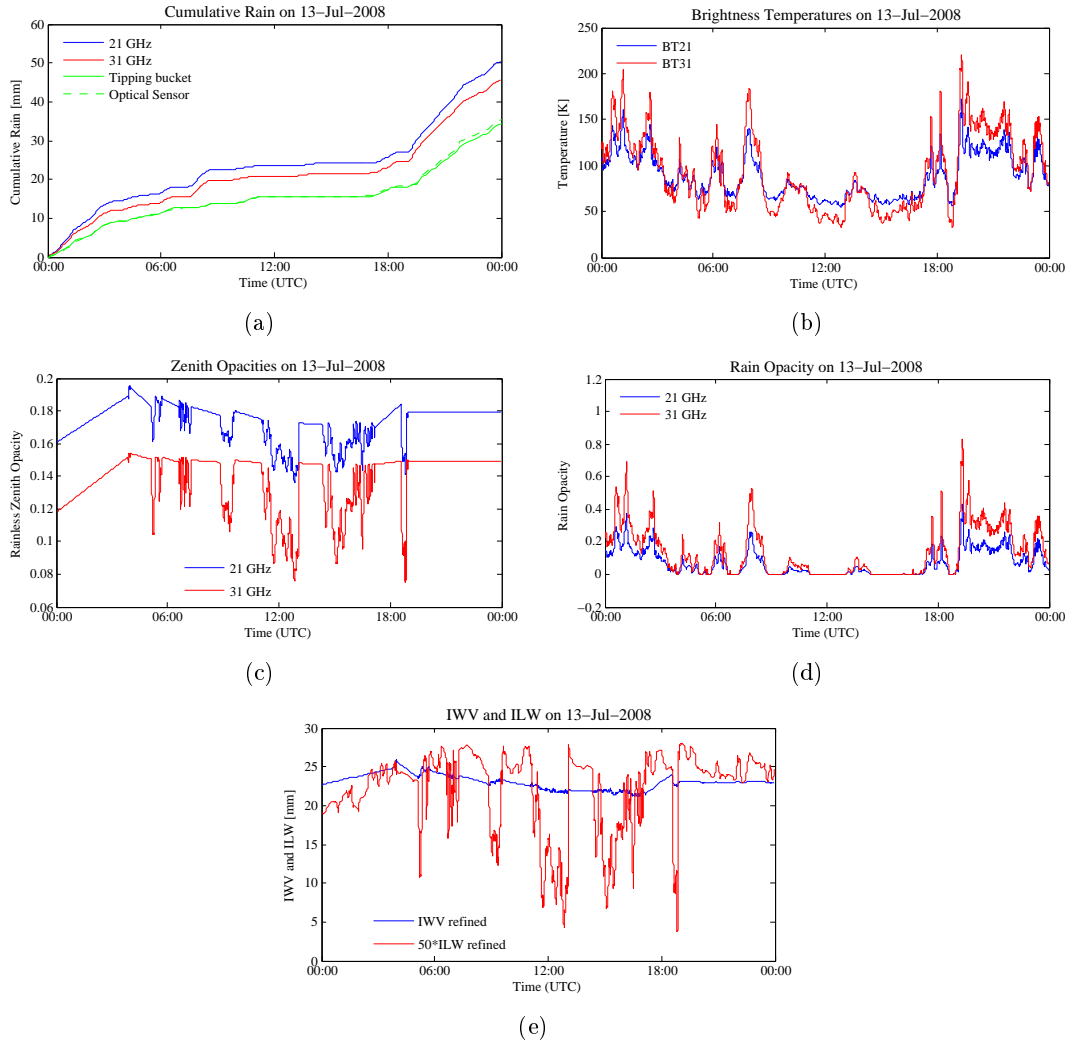 Cumulative Rain on 13−Jul−2008
60
50
40
30
20
10
0
Cumulative Rain [mm]
21 GHz
31 GHz
Tipping bucket
Optical Sensor
00:00 06:00 12:00 18:00 00:00
Time (UTC)
(a)
Brightness Temperatures on 13−Jul−2008
250
200
150
100
50
0
Temperature [K]
BT21
BT31
00:00 06:00 12:00 18:00 00:00
Time (UTC)
(b)
Zenith Opacities on 13−Jul−2008
0.2
0.18
0.16
0.14
0.12
0.1
0.08
0.06
Rainless Zenith Opacity
21 GHz
31 GHz
00:00 06:00 12:00 18:00 00:00
Time (UTC)
(c)
Rain Opacity on 13−Jul−2008
1.2
1
0.8
0.6
0.4
0.2
0
−0.2
Rain Opacity
21 GHz
31 GHz
00:00 06:00 12:00 18:00 00:00
Time (UTC)
(d)
IWV and ILW on 13−Jul−2008
30
25
20
15
10
5
0
IWV and ILW [mm]
IWV refined
50*ILW refined
00:00 06:00 12:00 18:00 00:00
Time (UTC)
(e)